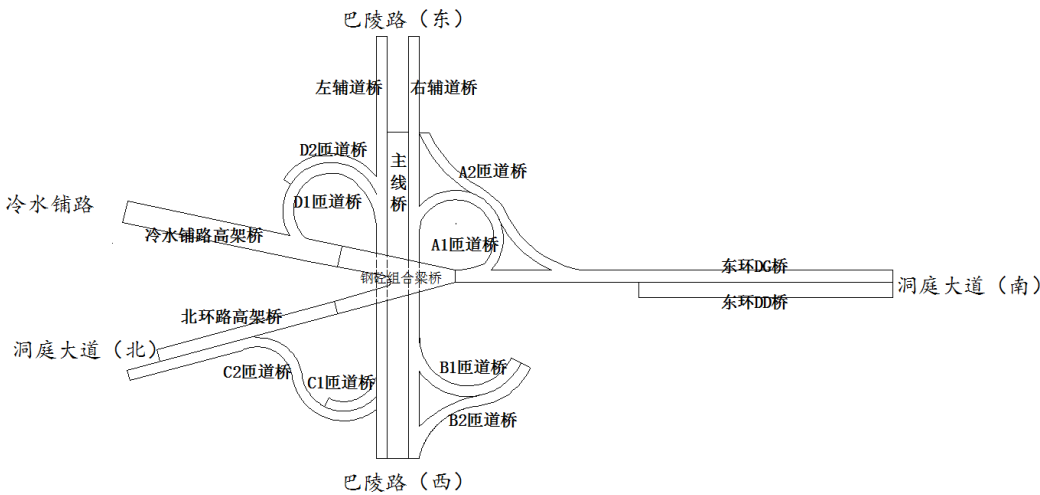 巴陵路（东）
左辅道桥
右辅道桥
D2匝道桥
主线桥
A2匝道桥
冷水铺路
D1匝道桥
冷水铺路高架桥
A1匝道桥
钢砼组合梁桥
东环DG桥
洞庭大道（南）
东环DD桥
北环路高架桥
洞庭大道（北）
C2匝道桥
C1匝道桥
B1匝道桥
B2匝道桥
巴陵路（西）